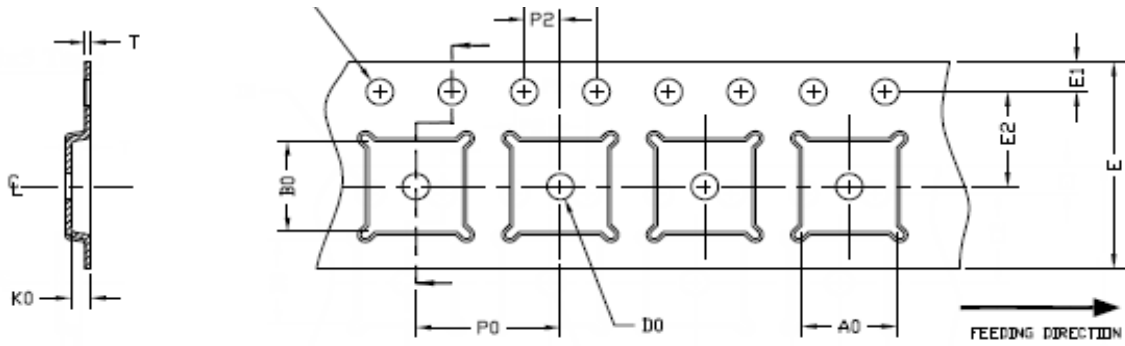 T
P2
E1
E2
E
B0
℄
K0
P0
D0
A0
FEEDING DIRECTION